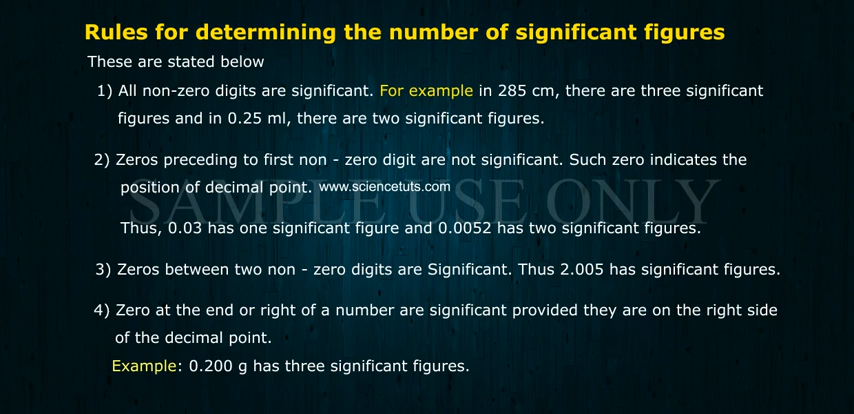 Rules for determining the number of significant figures
These are stated below
1) All non-zero digits are significant. For example in 285 cm, there are three significant
figures and in 0.25 ml, there are two significant figures.
2) Zeros preceding to first non - zero digit are not significant. Such zero indicates the
position of decimal point. www.sciencetuts.com
SAMPLE USE ONLY
Thus, 0.03 has one significant figure and 0.0052 has two significant figures.
3) Zeros between two non - zero digits are Significant. Thus 2.005 has significant figures.
4) Zero at the end or right of a number are significant provided they are on the right side
of the decimal point.
Example: 0.200 g has three significant figures.